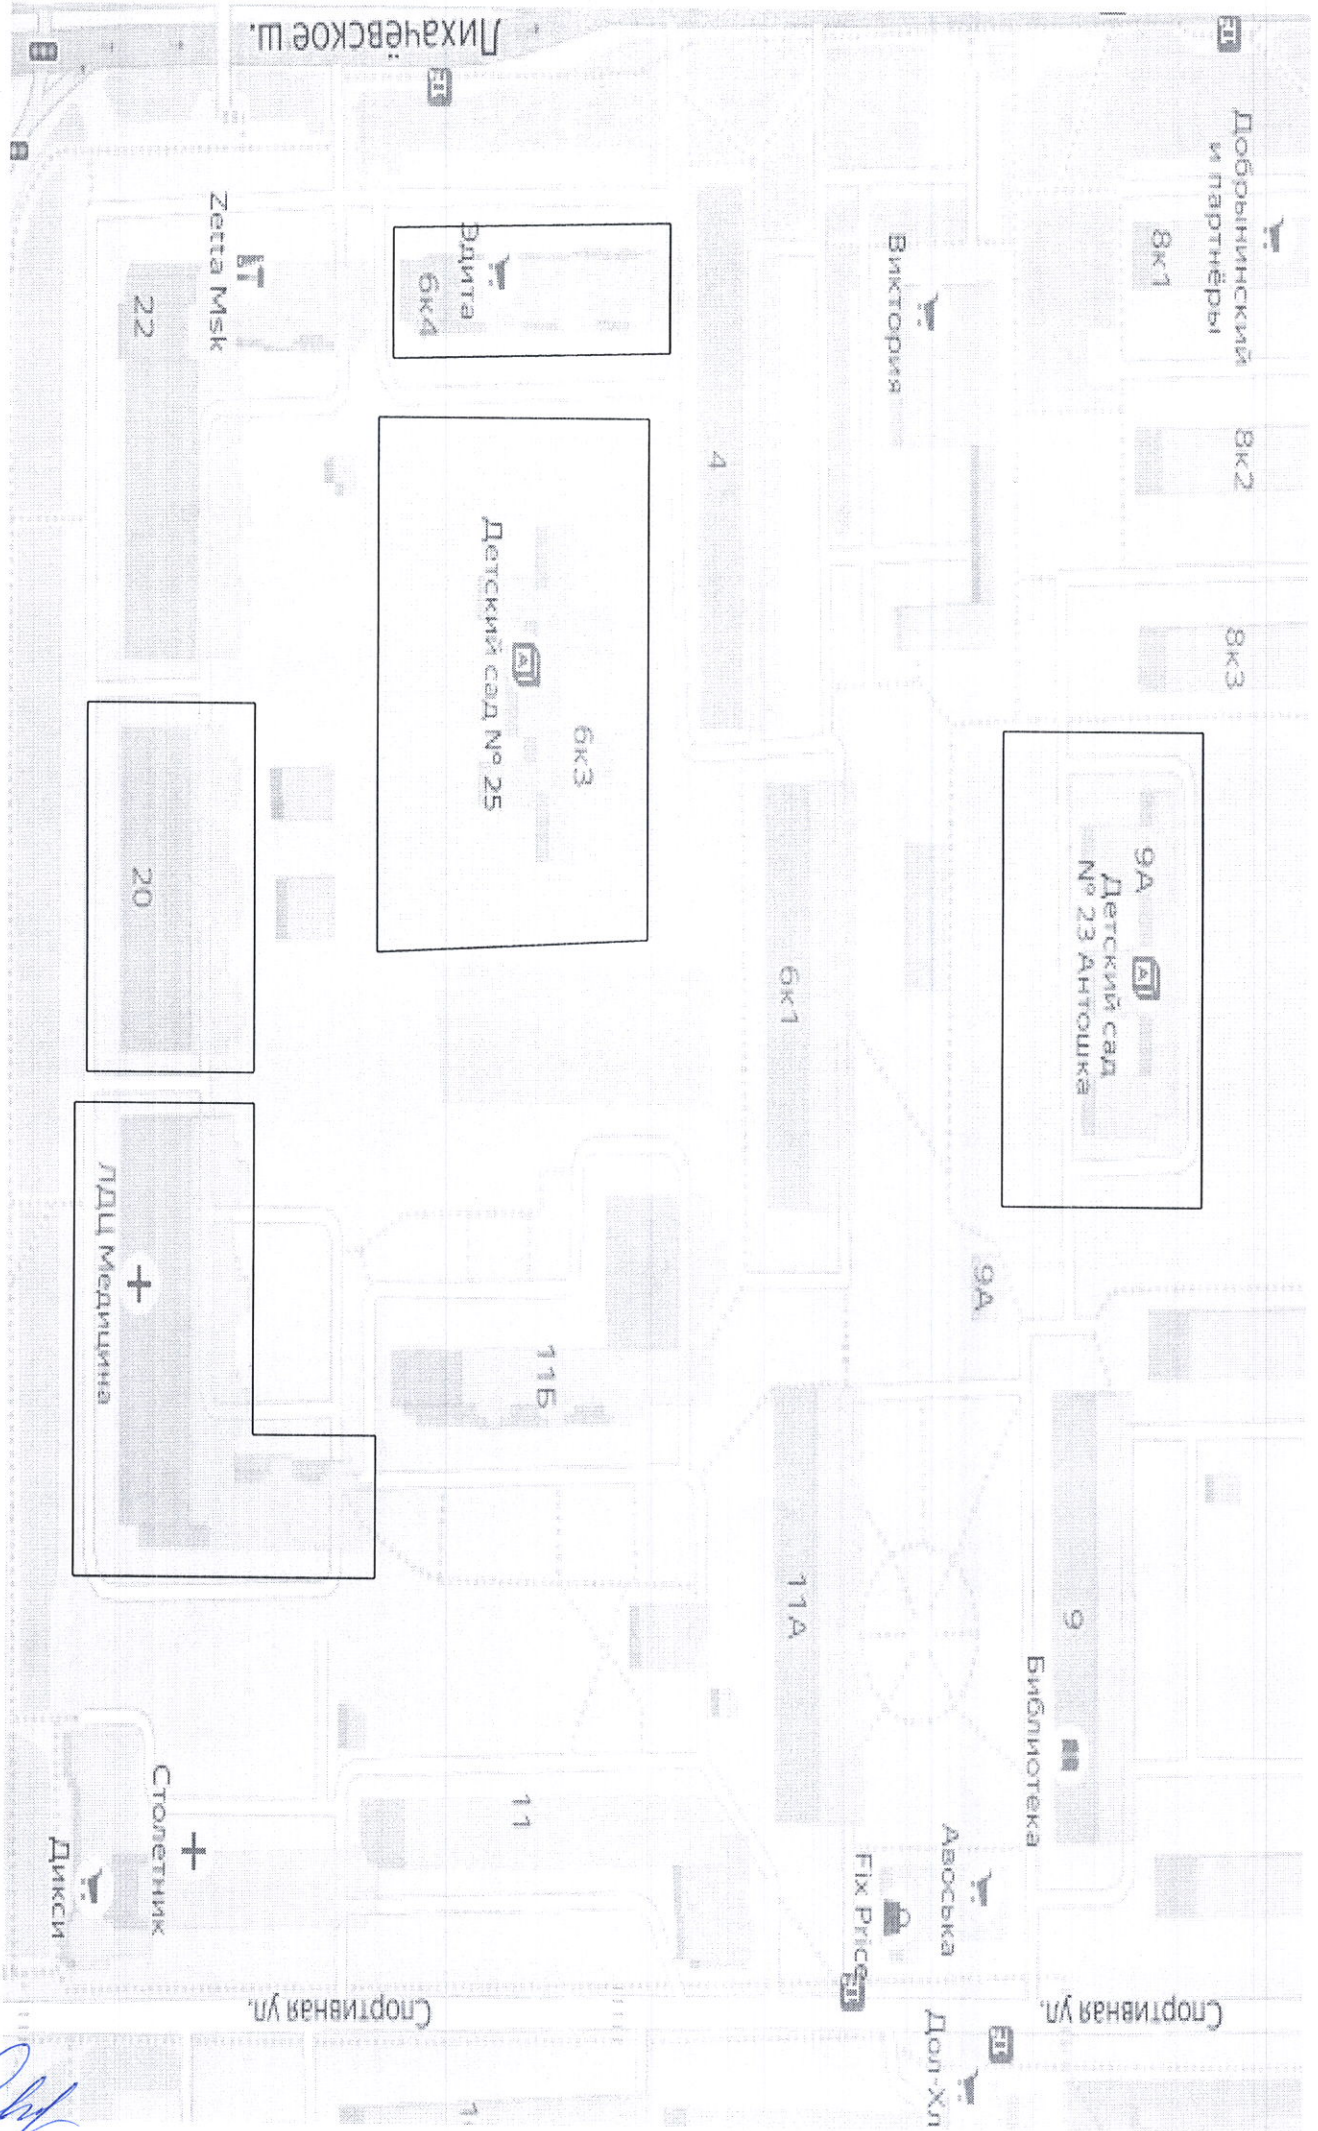 Лихачёвское ш.
Добрынинский
и партнёры
8к1
8к2
8к3
Виктория
Эдита
6к4
Zetta Msk
22
4
Детский сад № 25
6к3
9А
Детский сад
№ 23 Антошка
20
6к1
9А
ЛДЦ Медицина
11Б
11А
9
Библиотека
Авоська
Fix Price
11
Столетник
Дикси
Спортивная ул.
Спортивная ул.
Дол-Хл